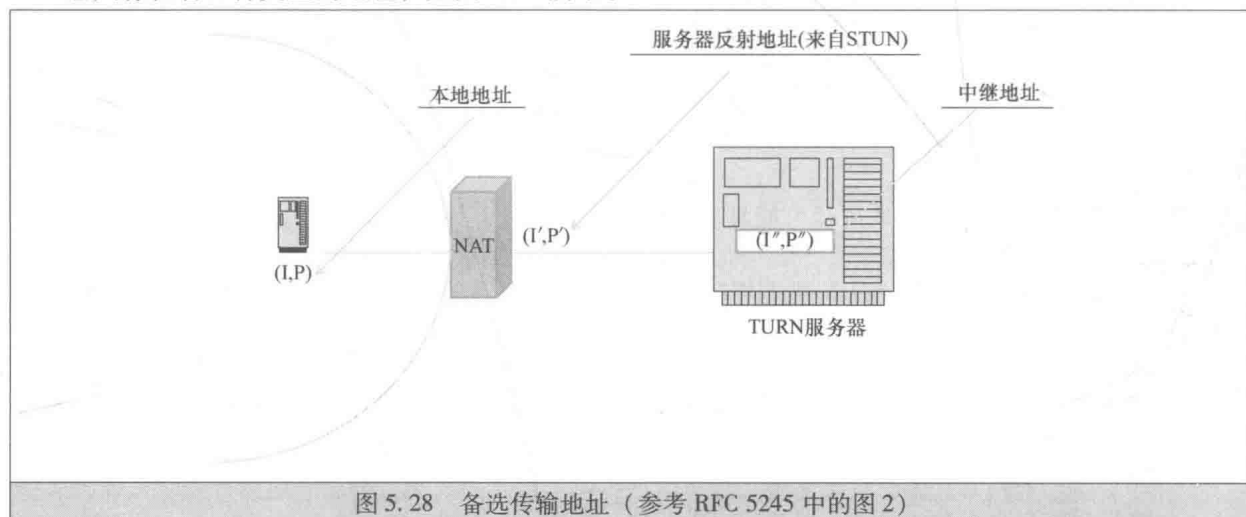 服务器反射地址(来自STUN)
本地地址
中继地址
NAT
(I′,P′)
(I″,P″)
(I,P)
TURN服务器
图 5.28 备选传输地址（参考 RFC 5245 中的图 2）